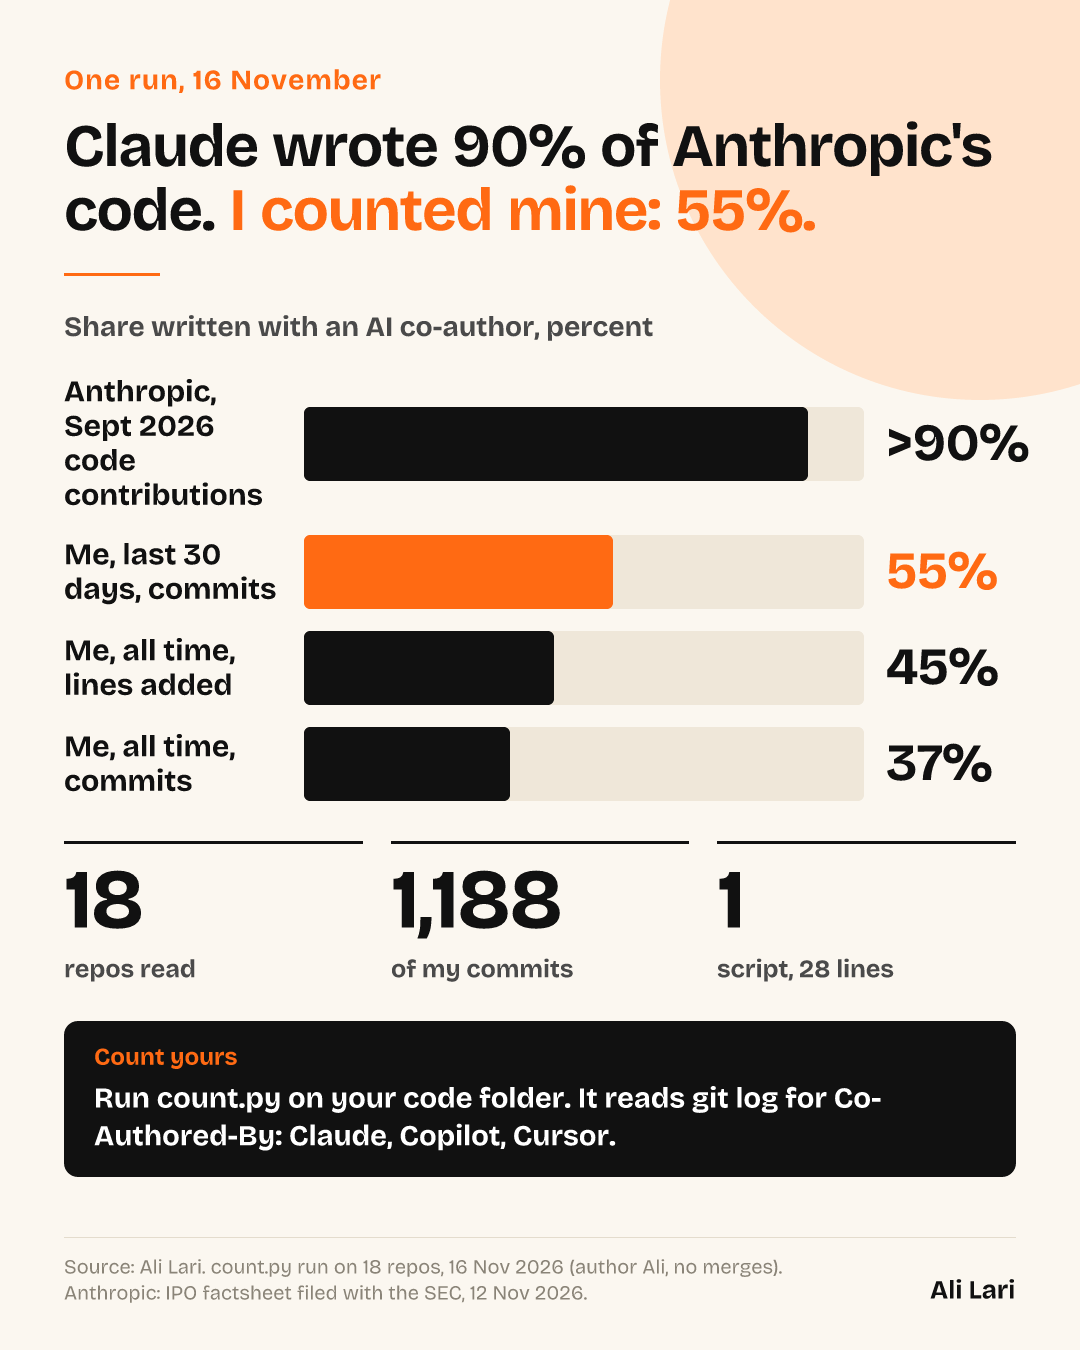 One run, 16 November
Claude wrote 90% of Anthropic's
code. I counted mine: 55%.
Share written with an AI co-author, percent
Anthropic,
Sept 2026
code
contributions
>90%
Me, last 30
days, commits
55%
Me, all time,
lines added
45%
Me, all time,
commits
37%
18
repos read
1,188
of my commits
1
script, 28 lines
Count yours
Run count.py on your code folder. It reads git log for Co-
Authored-By: Claude, Copilot, Cursor.
Source: Ali Lari. count.py run on 18 repos, 16 Nov 2026 (author Ali, no merges).
Anthropic: IPO factsheet filed with the SEC, 12 Nov 2026.
Ali Lari